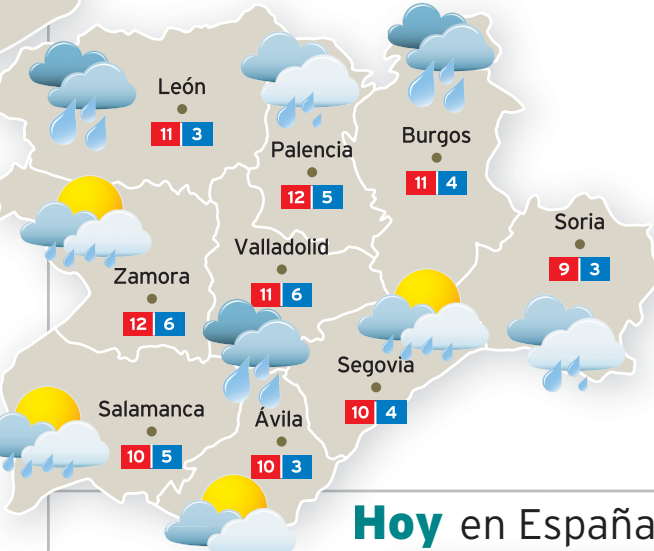 León
11 3
Palencia
12 5
Burgos
11 4
Soria
9 3
Zamora
12 6
Valladolid
11 6
Segovia
10 4
Salamanca
10 5
Ávila
10 3
Hoy en España